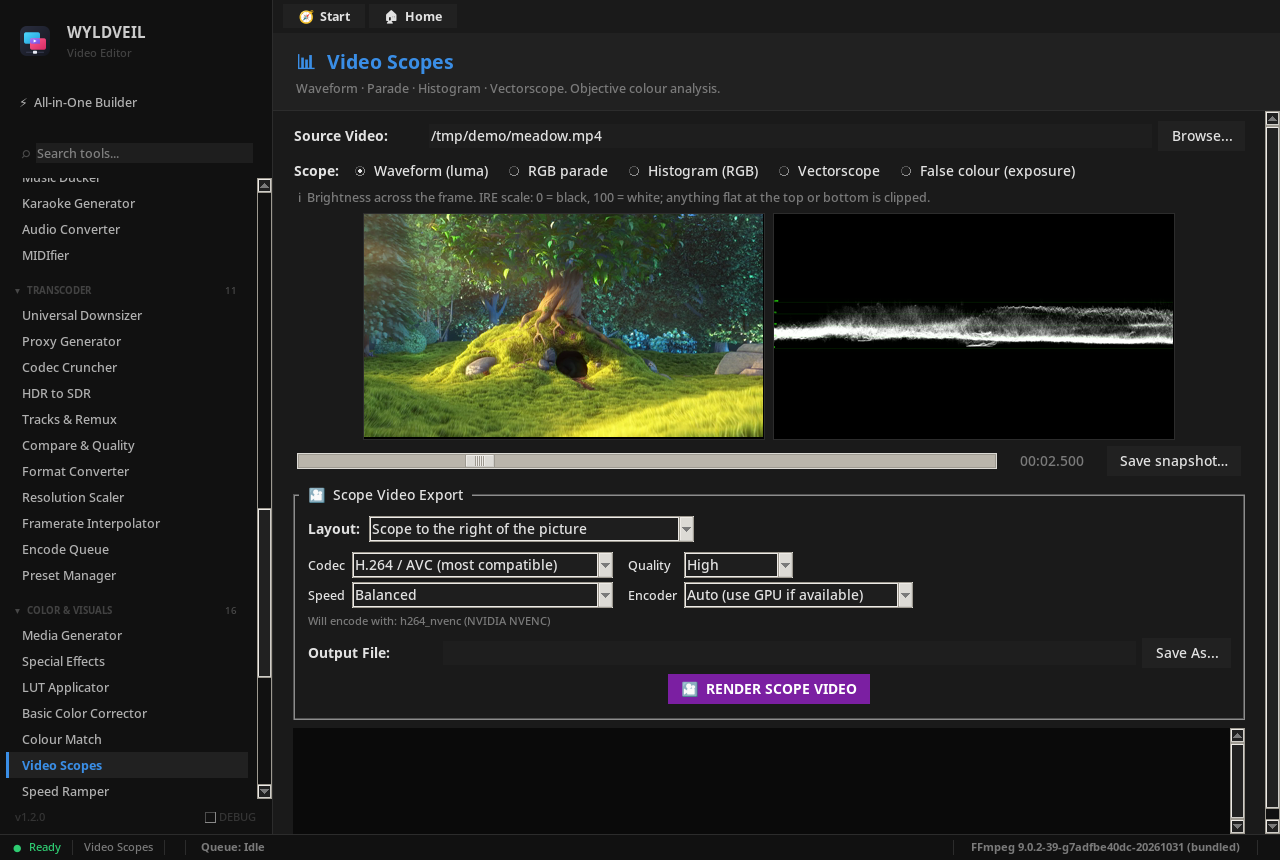 WYLDVEIL
Video Editor
⚡ All-in-One Builder
Search tools...
Music Ducker
Karaoke Generator
Audio Converter
MIDIfier
TRANSCODER 11
Universal Downsizer
Proxy Generator
Codec Cruncher
HDR to SDR
Tracks & Remux
Compare & Quality
Format Converter
Resolution Scaler
Framerate Interpolator
Encode Queue
Preset Manager
COLOR & VISUALS 16
Media Generator
Special Effects
LUT Applicator
Basic Color Corrector
Colour Match
Video Scopes
Speed Ramper
v1.2.0 DEBUG
Start Home
Video Scopes
Waveform · Parade · Histogram · Vectorscope. Objective colour analysis.
Source Video: /tmp/demo/meadow.mp4 Browse...
Scope: Waveform (luma) RGB parade Histogram (RGB) Vectorscope False colour (exposure)
i Brightness across the frame. IRE scale: 0 = black, 100 = white; anything flat at the top or bottom is clipped.
00:02.500 Save snapshot...
Scope Video Export
Layout: Scope to the right of the picture
Codec H.264 / AVC (most compatible) Quality High
Speed Balanced Encoder Auto (use GPU if available)
Will encode with: h264_nvenc (NVIDIA NVENC)
Output File: Save As...
RENDER SCOPE VIDEO
Ready Video Scopes Queue: Idle FFmpeg 9.0.2-39-g7adfbe40dc-20261031 (bundled)